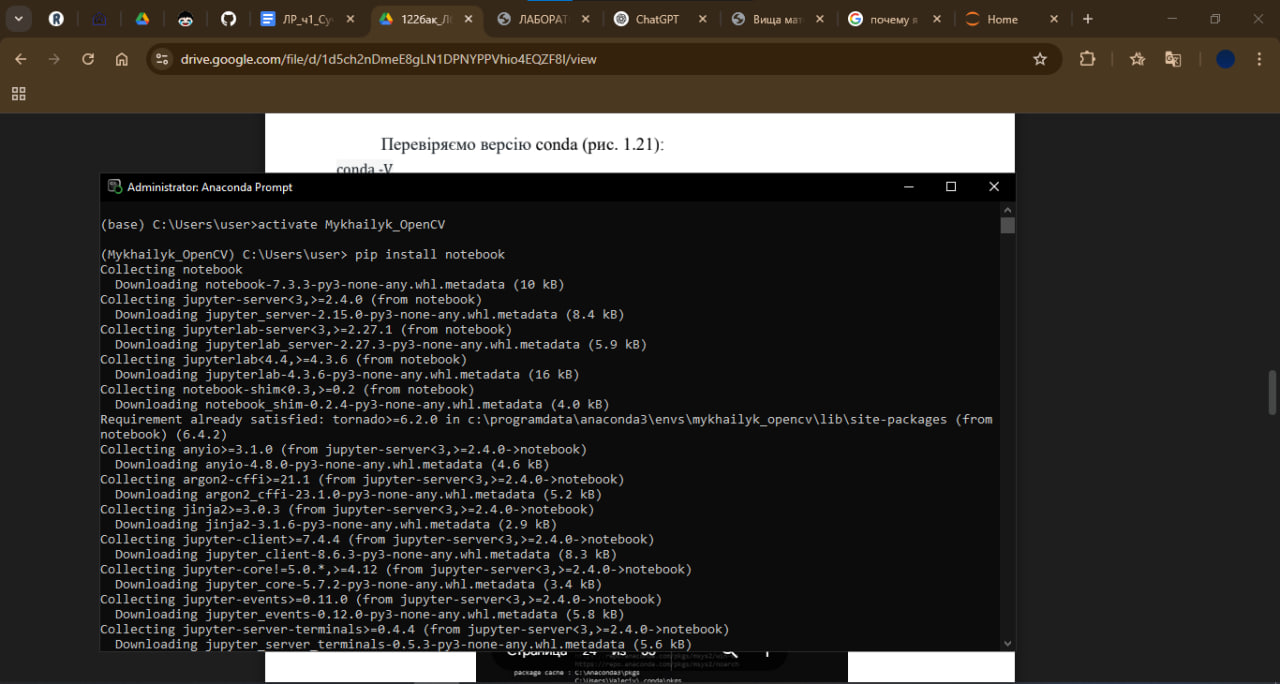 ЛР_ч1_Су
122бак_Л
ЛАБОРАТ
ChatGPT
Вища мат
почему я
Home
drive.google.com/file/d/1d5ch2nDmeE8gLN1DPNYPPVhio4EQZF8I/view
Перевіряємо версію conda (рис. 1.21):
conda -V
Administrator: Anaconda Prompt
(base) C:\Users\user>activate Mykhailyk_OpenCV
(Mykhailyk_OpenCV) C:\Users\user> pip install notebook
Collecting notebook
Downloading notebook-7.3.3-py3-none-any.whl.metadata (10 kB)
Collecting jupyter-server<3,>=2.4.0 (from notebook)
Downloading jupyter_server-2.15.0-py3-none-any.whl.metadata (8.4 kB)
Collecting jupyterlab-server<3,>=2.27.1 (from notebook)
Downloading jupyterlab_server-2.27.3-py3-none-any.whl.metadata (5.9 kB)
Collecting jupyterlab<4.4,>=4.3.6 (from notebook)
Downloading jupyterlab-4.3.6-py3-none-any.whl.metadata (16 kB)
Collecting notebook-shim<0.3,>=0.2 (from notebook)
Downloading notebook_shim-0.2.4-py3-none-any.whl.metadata (4.0 kB)
Requirement already satisfied: tornado>=6.2.0 in c:\programdata\anaconda3\envs\mykhailyk_opencv\lib\site-packages (from
notebook) (6.4.2)
Collecting anyio>=3.1.0 (from jupyter-server<3,>=2.4.0->notebook)
Downloading anyio-4.8.0-py3-none-any.whl.metadata (4.6 kB)
Collecting argon2-cffi>=21.1 (from jupyter-server<3,>=2.4.0->notebook)
Downloading argon2_cffi-23.1.0-py3-none-any.whl.metadata (5.2 kB)
Collecting jinja2>=3.0.3 (from jupyter-server<3,>=2.4.0->notebook)
Downloading jinja2-3.1.6-py3-none-any.whl.metadata (2.9 kB)
Collecting jupyter-client>=7.4.4 (from jupyter-server<3,>=2.4.0->notebook)
Downloading jupyter_client-8.6.3-py3-none-any.whl.metadata (8.3 kB)
Collecting jupyter-core!=5.0.*,>=4.12 (from jupyter-server<3,>=2.4.0->notebook)
Downloading jupyter_core-5.7.2-py3-none-any.whl.metadata (3.4 kB)
Collecting jupyter-events>=0.11.0 (from jupyter-server<3,>=2.4.0->notebook)
Downloading jupyter_events-0.12.0-py3-none-any.whl.metadata (5.8 kB)
Collecting jupyter-server-terminals>=0.4.4 (from jupyter-server<3,>=2.4.0->notebook)
Downloading jupyter_server_terminals-0.5.3-py3-none-any.whl.metadata (5.6 kB)
Страница 24 из
https://repo.anaconda.com/pkgs/msys2/noarch
package cache : C:\Anaconda3\pkgs
C:\Users\Valeriy\.conda\pkgs